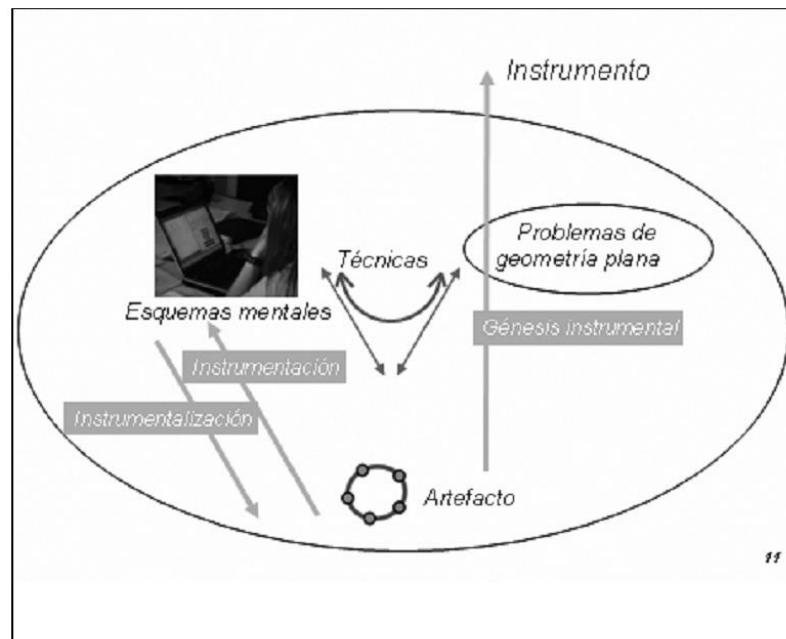 Instrumento
Problemas de
geometría plana
Técnicas
Esquemas mentales
Génesis instrumental
Instrumentación
Instrumentalización
Artefacto
11